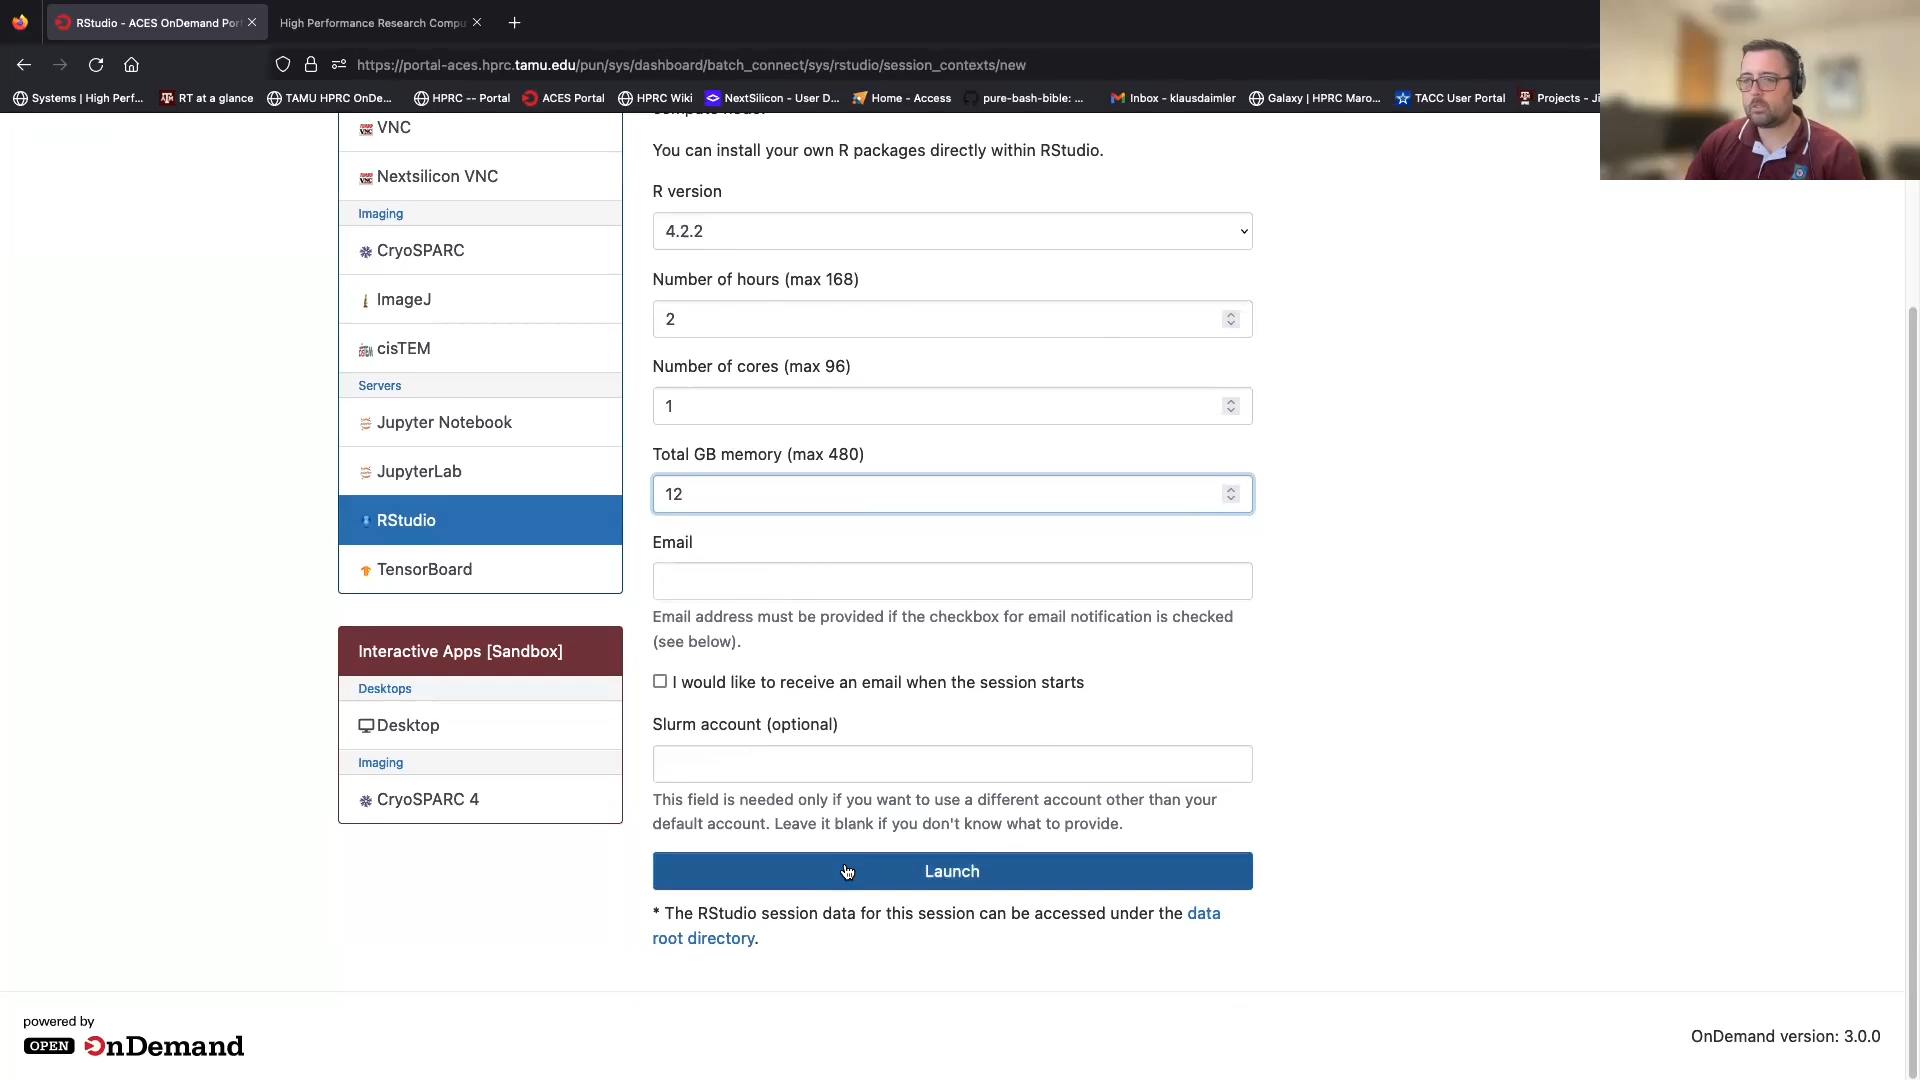 RStudio - ACES OnDemand Por
High Performance Research Compu
https://portal-aces.hprc.tamu.edu/pun/sys/dashboard/batch_connect/sys/rstudio/session_contexts/new
Systems | High Perf...
RT at a glance
TAMU HPRC OnDe...
HPRC -- Portal
ACES Portal
HPRC Wiki
NextSilicon - User D...
Home - Access
pure-bash-bible: ...
Inbox - klausdaimler
Galaxy | HPRC Maro...
TACC User Portal
Projects - Ji
VNC
Nextsilicon VNC
Imaging
CryoSPARC
ImageJ
cisTEM
Servers
Jupyter Notebook
JupyterLab
RStudio
TensorBoard
Interactive Apps [Sandbox]
Desktops
Desktop
Imaging
CryoSPARC 4
You can install your own R packages directly within RStudio.
R version
4.2.2
Number of hours (max 168)
2
Number of cores (max 96)
1
Total GB memory (max 480)
12
Email
Email address must be provided if the checkbox for email notification is checked
(see below).
I would like to receive an email when the session starts
Slurm account (optional)
This field is needed only if you want to use a different account other than your
default account. Leave it blank if you don't know what to provide.
Launch
* The RStudio session data for this session can be accessed under the data
root directory.
powered by
OPEN OnDemand
OnDemand version: 3.0.0